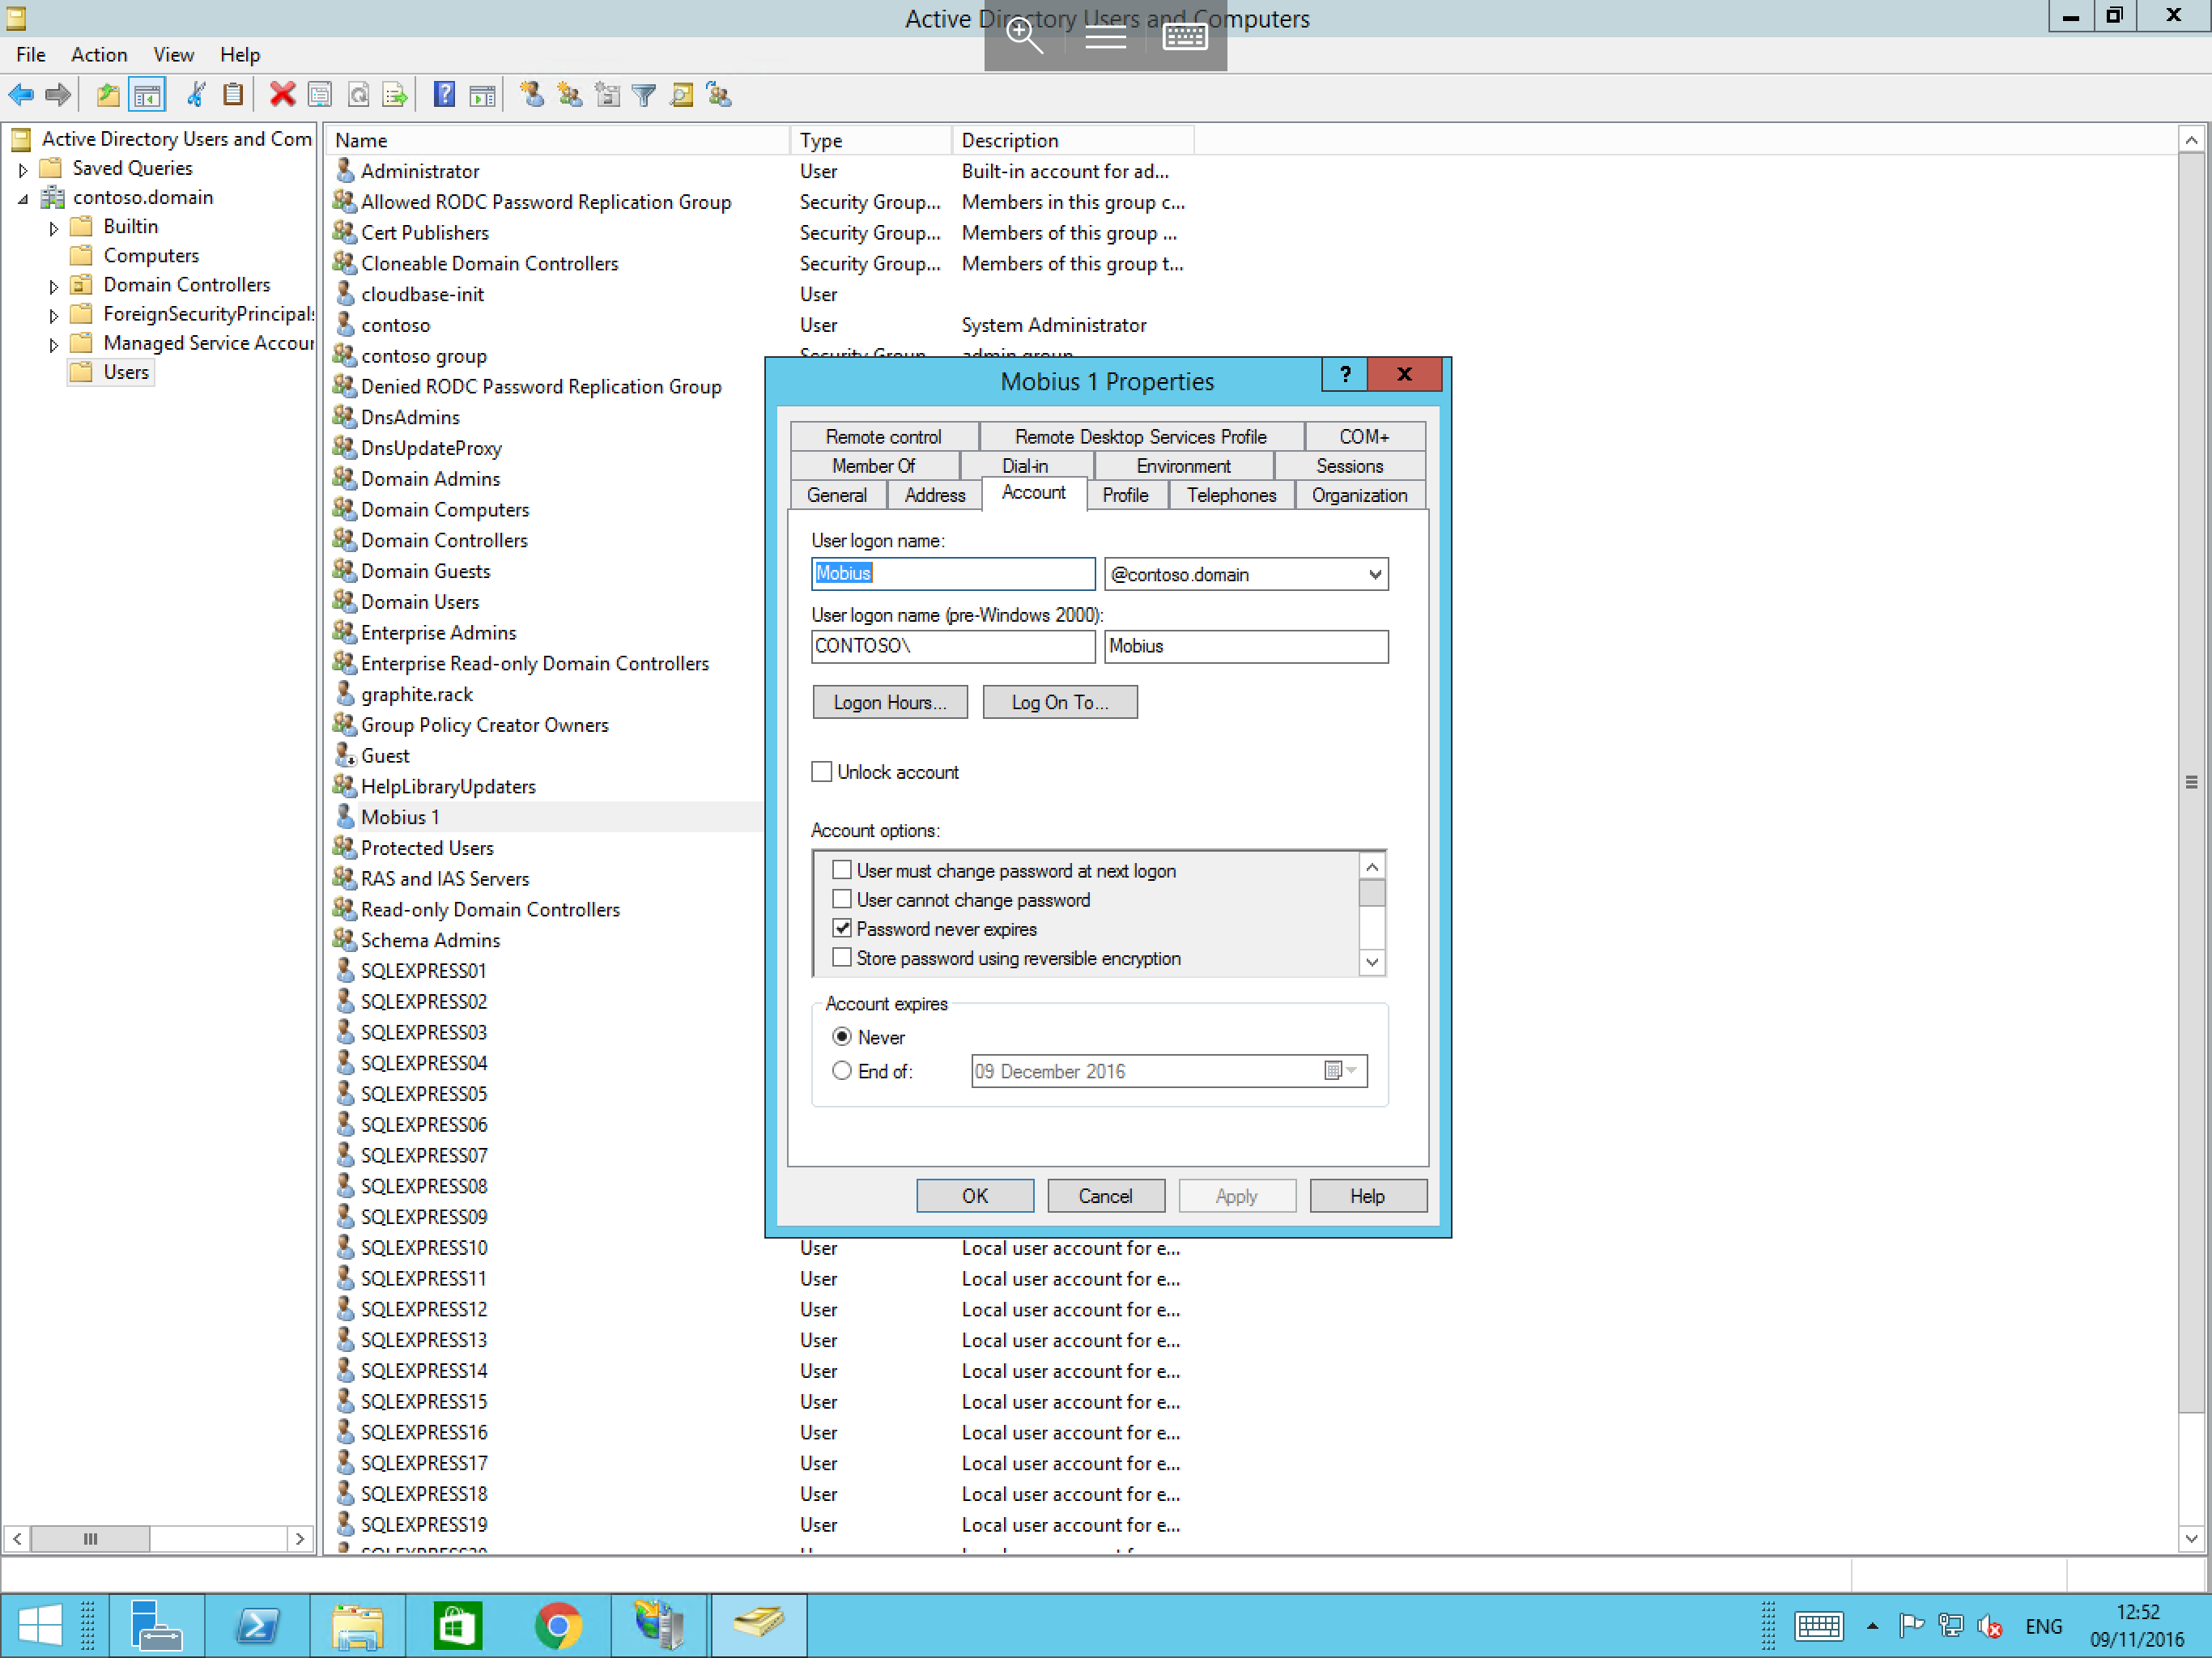 Active Directory Users and Computers
File Action View Help
Active Directory Users and Com
Saved Queries
contoso.domain
Builtin
Computers
Domain Controllers
ForeignSecurityPrincipals
Managed Service Accour
Users
Name Type Description
Administrator User Built-in account for ad...
Allowed RODC Password Replication Group Security Group... Members in this group c...
Cert Publishers Security Group... Members of this group ...
Cloneable Domain Controllers Security Group... Members of this group t...
cloudbase-init User
contoso User System Administrator
contoso group Security Group... admin group
Denied RODC Password Replication Group
DnsAdmins
DnsUpdateProxy
Domain Admins
Domain Computers
Domain Controllers
Domain Guests
Domain Users
Enterprise Admins
Enterprise Read-only Domain Controllers
graphite.rack
Group Policy Creator Owners
Guest
HelpLibraryUpdaters
Mobius 1
Protected Users
RAS and IAS Servers
Read-only Domain Controllers
Schema Admins
SQLEXPRESS01
SQLEXPRESS02
SQLEXPRESS03
SQLEXPRESS04
SQLEXPRESS05
SQLEXPRESS06
SQLEXPRESS07
SQLEXPRESS08
SQLEXPRESS09
SQLEXPRESS10 User Local user account for e...
SQLEXPRESS11 User Local user account for e...
SQLEXPRESS12 User Local user account for e...
SQLEXPRESS13 User Local user account for e...
SQLEXPRESS14 User Local user account for e...
SQLEXPRESS15 User Local user account for e...
SQLEXPRESS16 User Local user account for e...
SQLEXPRESS17 User Local user account for e...
SQLEXPRESS18 User Local user account for e...
SQLEXPRESS19 User Local user account for e...
Mobius 1 Properties
Remote control Remote Desktop Services Profile COM+
Member Of Dial-in Environment Sessions
General Address Account Profile Telephones Organization
User logon name:
Mobius @contoso.domain
User logon name (pre-Windows 2000):
CONTOSO\ Mobius
Logon Hours... Log On To...
Unlock account
Account options:
User must change password at next logon
User cannot change password
Password never expires
Store password using reversible encryption
Account expires
Never
End of: 09 December 2016
OK Cancel Apply Help
ENG
12:52
09/11/2016